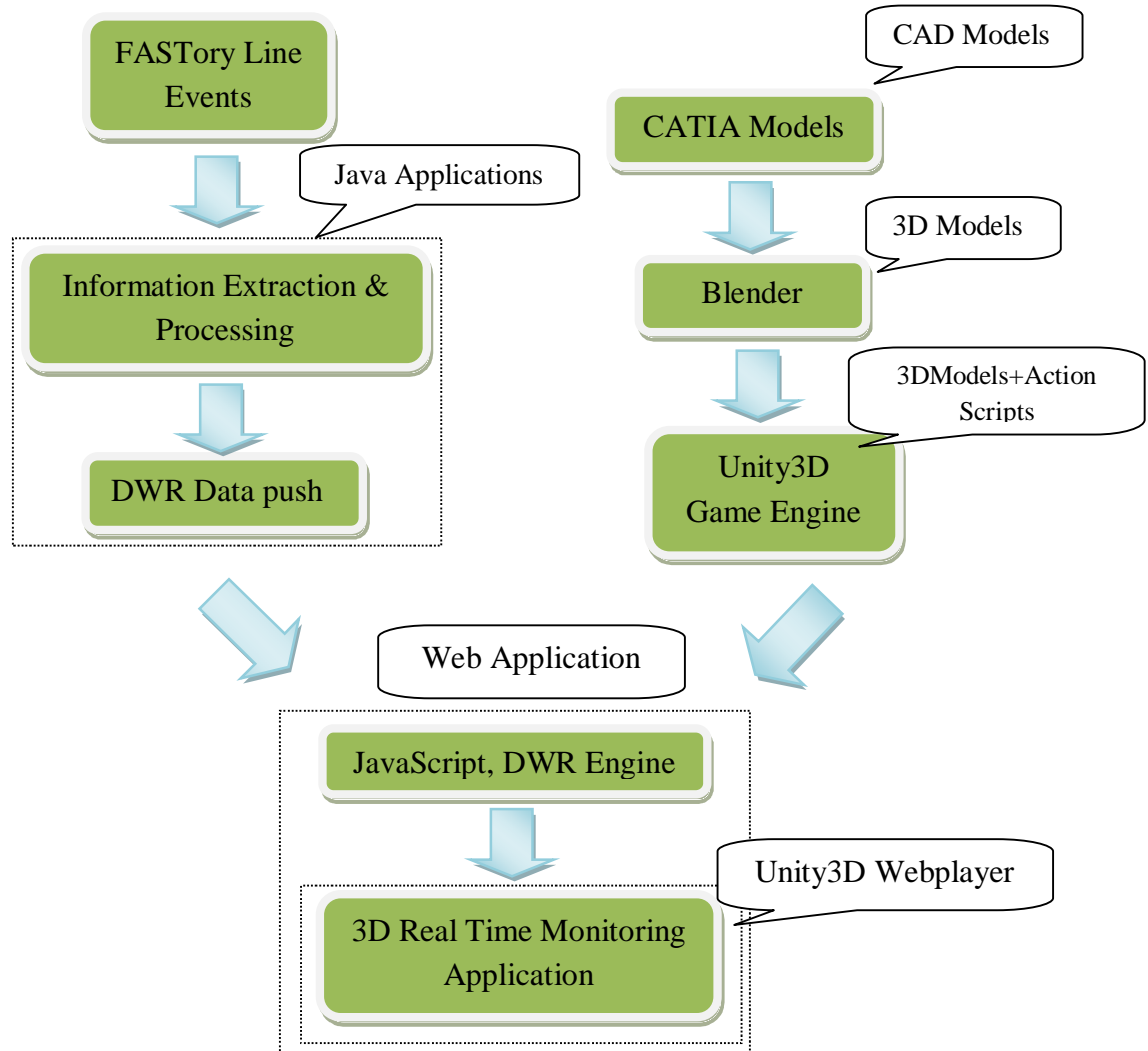 FASTory Line
Events
CAD Models
CATIA Models
Java Applications
3D Models
Information Extraction &
Processing
Blender
3DModels+Action
Scripts
DWR Data push
Unity3D
Game Engine
Web Application
JavaScript, DWR Engine
Unity3D Webplayer
3D Real Time Monitoring
Application